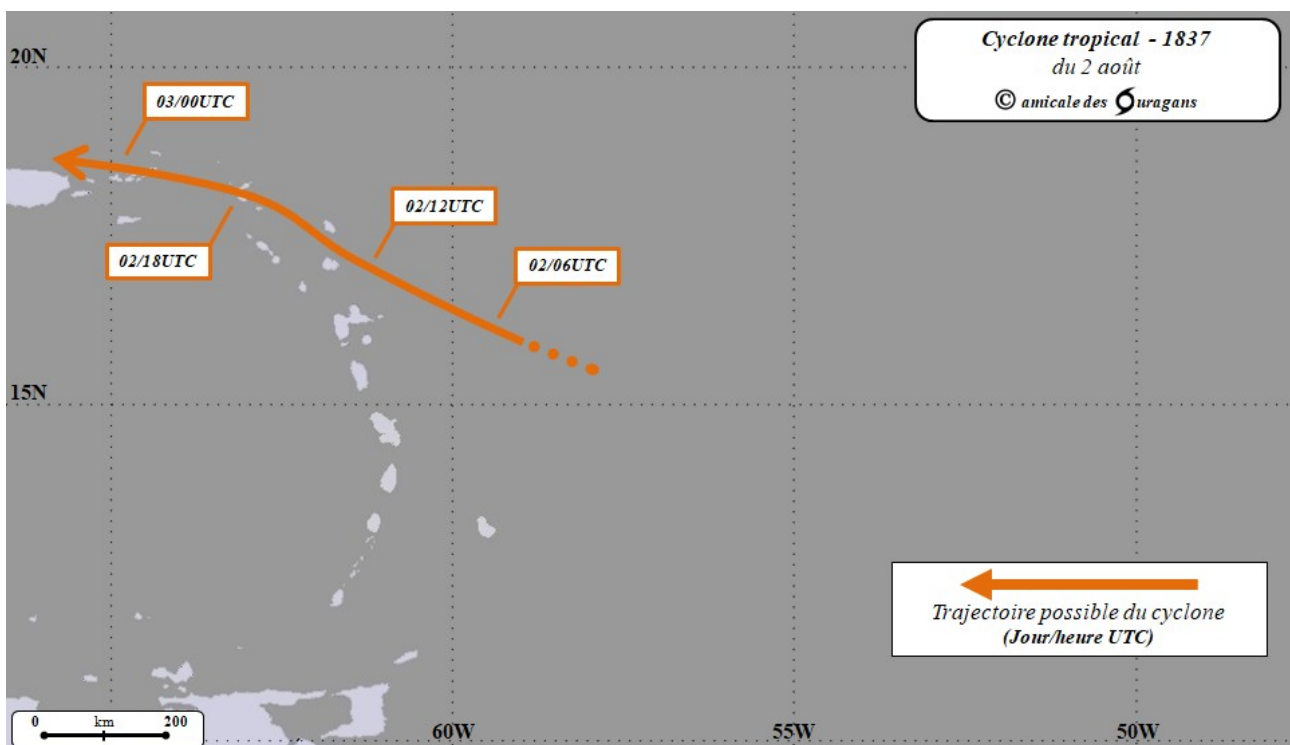 20N
Cyclone tropical - 1837
du 2 août
© amicale des Ouragans
03/00UTC
02/12UTC
02/18UTC
02/06UTC
15N
Trajectoire possible du cyclone
(Jour/heure UTC)
0 km 200
60W 55W 50W